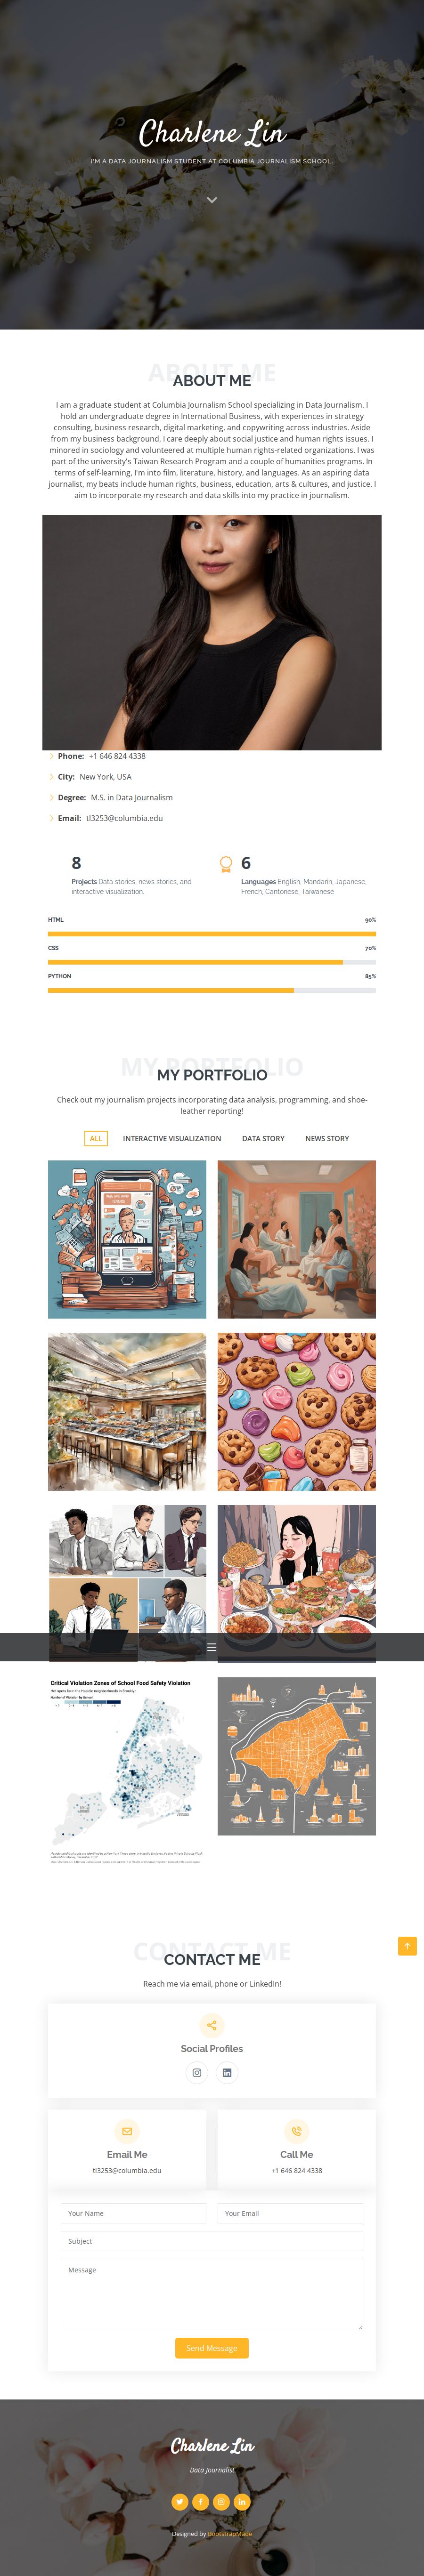 Charlene Lin
I'M A DATA JOURNALISM STUDENT AT COLUMBIA JOURNALISM SCHOOL.
ABOUT ME
ABOUT ME
I am a graduate student at Columbia Journalism School specializing in Data Journalism. I
hold an undergraduate degree in International Business, with experiences in strategy
consulting, business research, digital marketing, and copywriting across industries. Aside
from my business background, I care deeply about social justice and human rights issues. I
minored in sociology and volunteered at multiple human rights-related organizations. I was
part of the university's Taiwan Research Program and a couple of humanities programs. In
terms of self-learning, I'm into film, literature, history, and languages. As an aspiring data
journalist, my beats include human rights, business, education, arts & cultures, and justice. I
aim to incorporate my research and data skills into my practice in journalism.
Phone: +1 646 824 4338
City: New York, USA
Degree: M.S. in Data Journalism
Email: tl3253@columbia.edu
8
Projects Data stories, news stories, and
interactive visualization.
6
Languages English, Mandarin, Japanese,
French, Cantonese, Taiwanese
HTML 90%
CSS 70%
PYTHON 85%
MY PORTFOLIO
MY PORTFOLIO
Check out my journalism projects incorporating data analysis, programming, and shoe-
leather reporting!
ALL INTERACTIVE VISUALIZATION DATA STORY NEWS STORY
Critical Violation Zones of School Food Safety Violation
Number of Violation by School
CONTACT ME
CONTACT ME
Reach me via email, phone or LinkedIn!
Social Profiles
Email Me
tl3253@columbia.edu
Call Me
+1 646 824 4338
Your Name
Your Email
Subject
Message
Send Message
Charlene Lin
Data Journalist
Designed by BootstrapMade